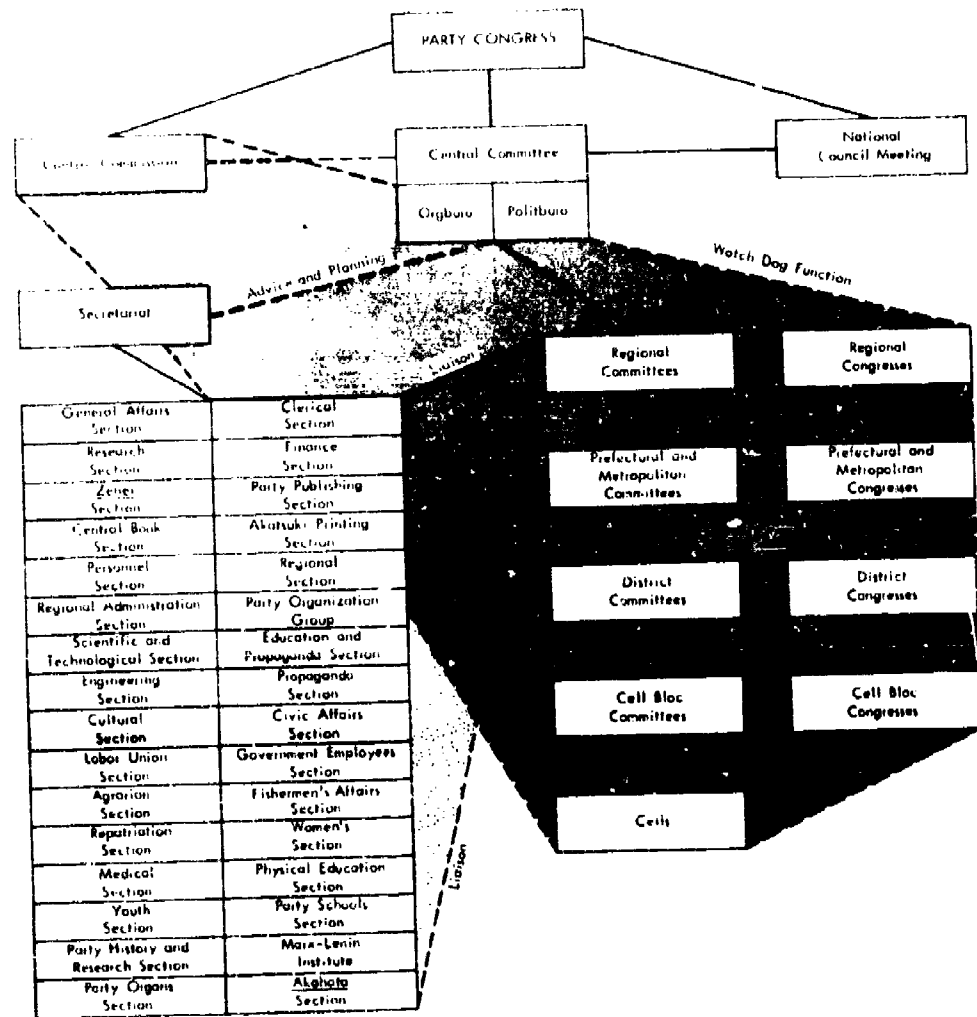 PARTY CONGRESS
Control Commission
Central Committee
National
Council Meeting
Orgburo
Politburo
Advice and Planning
Watch Dog Function
Secretariat
Liaison
Regional
Committees
Regional
Congresses
General Affairs
Section
Clerical
Section
Research
Section
Finance
Section
Zenei
Section
Party Publishing
Section
Prefectural and
Metropolitan
Committees
Prefectural and
Metropolitan
Congresses
Central Book
Section
Akatsuki Printing
Section
Personnel
Section
Regional
Section
District
Committees
District
Congresses
Regional Administration
Section
Party Organization
Group
Scientific and
Technological Section
Education and
Propaganda Section
Engineering
Section
Propaganda
Section
Cell Bloc
Committees
Cell Bloc
Congresses
Cultural
Section
Civic Affairs
Section
Labor Union
Section
Government Employees
Section
Agrarian
Section
Fishermen's Affairs
Section
Cells
Repatriation
Section
Women's
Section
Medical
Section
Physical Education
Section
Liaison
Youth
Section
Party Schools
Section
Party History and
Research Section
Marx-Lenin
Institute
Party Organs
Section
Akahata
Section